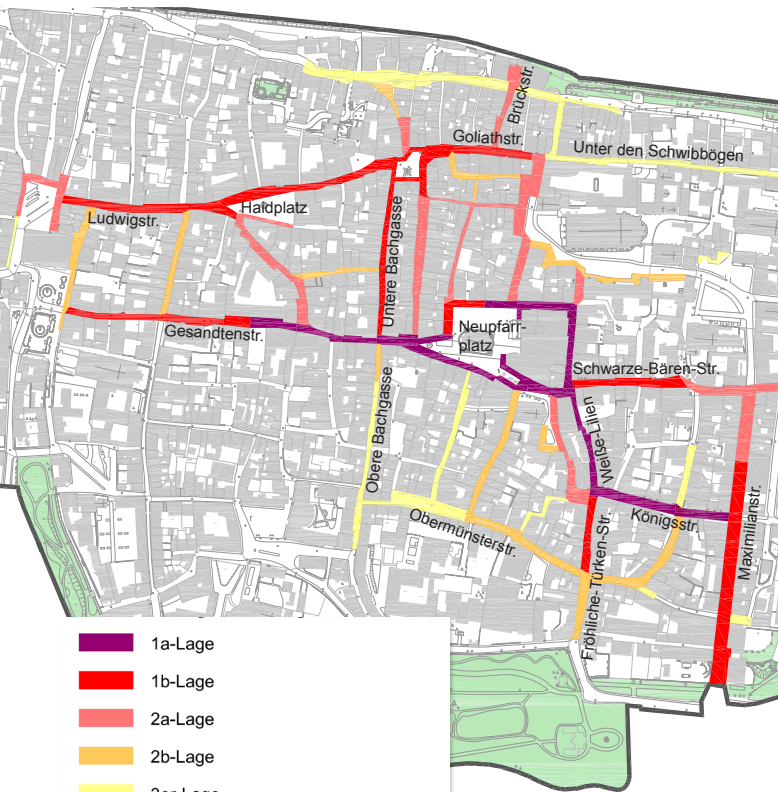 Brückstr.
Goliathstr.
Unter den Schwibbögen
Haidplatz
Ludwigstr.
Untere Bachgasse
Gesandtenstr.
Neupfarr-
platz
Schwarze-Bären-Str.
Obere Bachgasse
Weiße-Lilien
Königsstr.
Maximilianstr.
Obermünsterstr.
Fröhliche-Türken-Str.
1a-Lage
1b-Lage
2a-Lage
2b-Lage